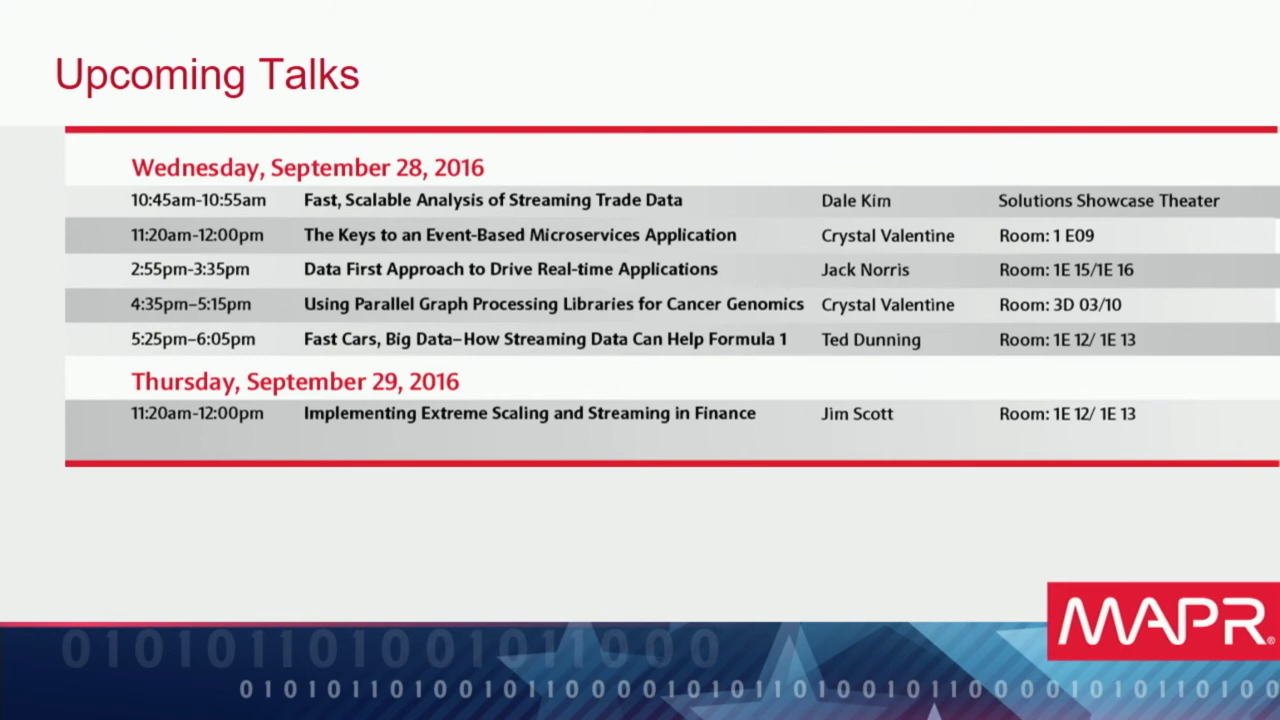 Upcoming Talks
Wednesday, September 28, 2016
10:45am-10:55am Fast, Scalable Analysis of Streaming Trade Data Dale Kim Solutions Showcase Theater
11:20am-12:00pm The Keys to an Event-Based Microservices Application Crystal Valentine Room: 1 E09
2:55pm-3:35pm Data First Approach to Drive Real-time Applications Jack Norris Room: 1E 15/1E 16
4:35pm–5:15pm Using Parallel Graph Processing Libraries for Cancer Genomics Crystal Valentine Room: 3D 03/10
5:25pm–6:05pm Fast Cars, Big Data–How Streaming Data Can Help Formula 1 Ted Dunning Room: 1E 12/ 1E 13
Thursday, September 29, 2016
11:20am-12:00pm Implementing Extreme Scaling and Streaming in Finance Jim Scott Room: 1E 12/ 1E 13
MAPR®
010101101001011000
0101011010010110000010101101001011000001010110100